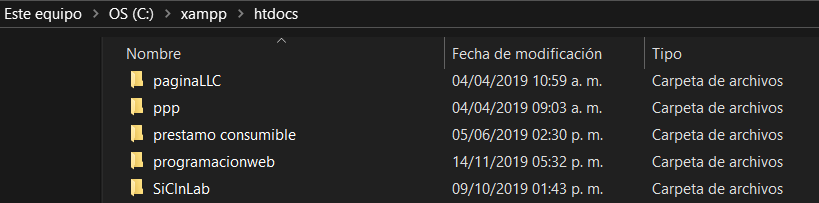 Este equipo > OS (C:) > xampp > htdocs
Nombre Fecha de modificación Tipo
paginaLLC 04/04/2019 10:59 a. m. Carpeta de archivos
ppp 04/04/2019 09:03 a. m. Carpeta de archivos
prestamo consumible 05/06/2019 02:30 p. m. Carpeta de archivos
programacionweb 14/11/2019 05:32 p. m. Carpeta de archivos
SiCInLab 09/10/2019 01:43 p. m. Carpeta de archivos